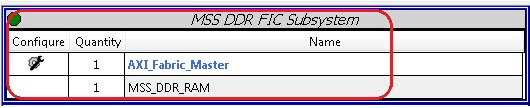 MSS DDR FIC Subsystem
Configure Quantity Name
1 AXI_Fabric_Master
1 MSS_DDR_RAM